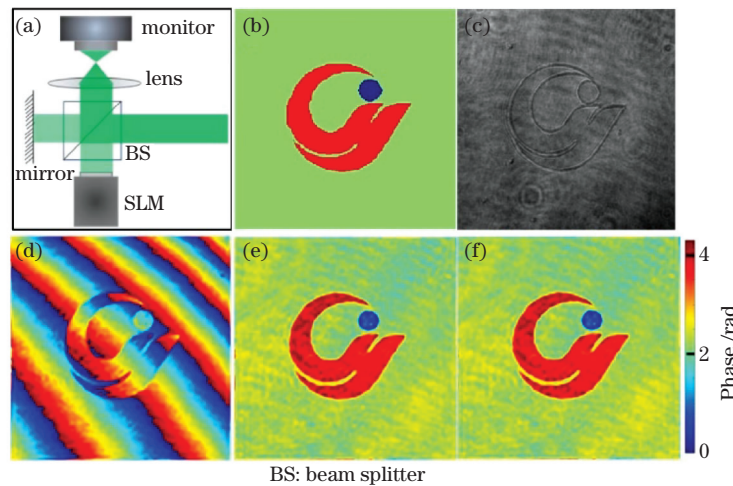 (a)
monitor
lens
BS
mirror
SLM
(b)
(c)
(d)
(e)
(f)
4
2
0
Phase /rad
BS: beam splitter